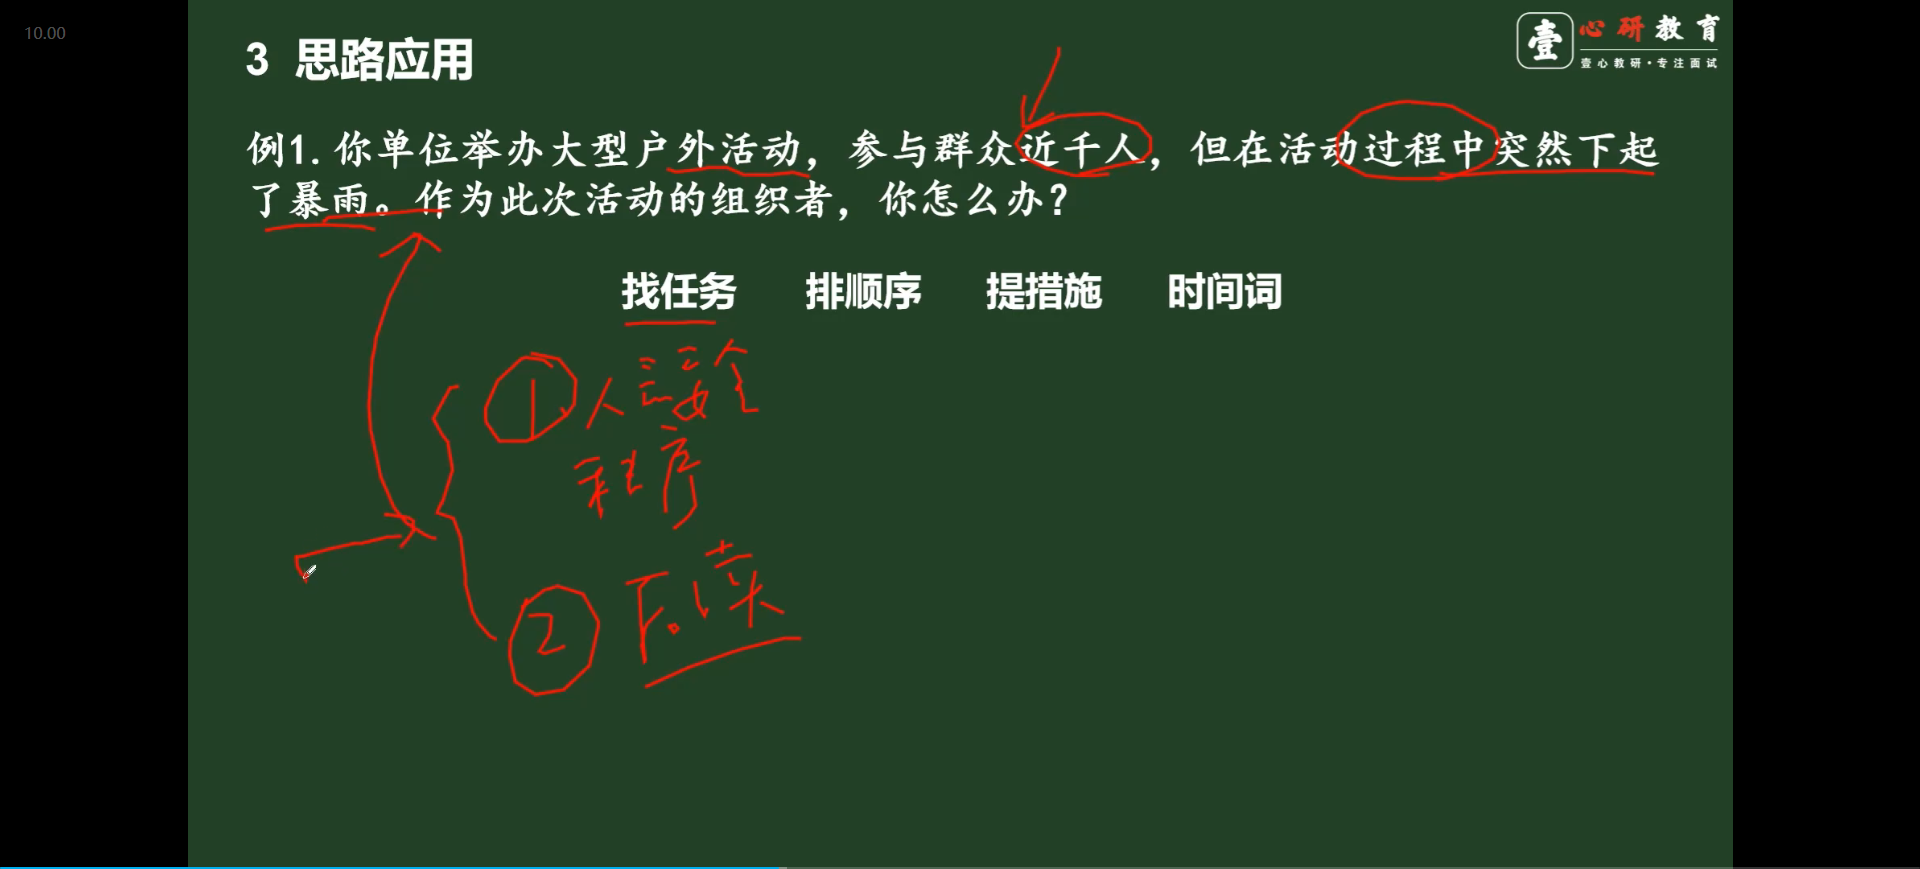 10.00
壹 心研教育
壹心教研·专注面试
3 思路应用
例1.你单位举办大型户外活动，参与群众近千人，但在活动过程中突然下起
了暴雨。作为此次活动的组织者，你怎么办？
找任务 排顺序 提措施 时间词
① 人员安全
程序
②